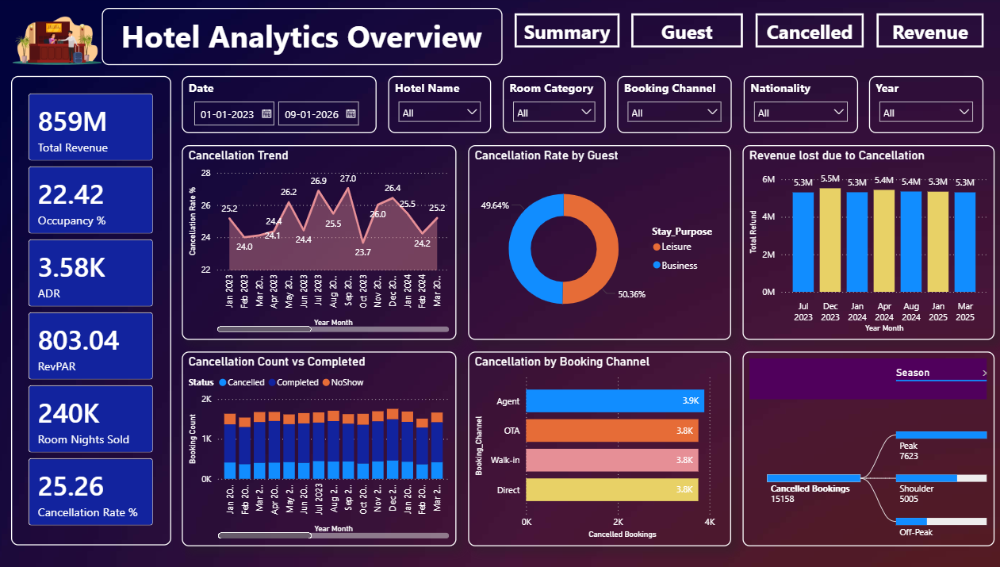 Hotel Analytics Overview
Summary
Guest
Cancelled
Revenue
859M
Total Revenue
22.42
Occupancy %
3.58K
ADR
803.04
RevPAR
240K
Room Nights Sold
25.26
Cancellation Rate %
Date
01-01-2023
09-01-2026
Hotel Name
All
Room Category
All
Booking Channel
All
Nationality
All
Year
All
Cancellation Trend
28
26
24
22
Cancellation Rate %
25.2
24.0
24.1
24.4
26.2
24.4
26.9
25.5
27.0
23.7
26.0
26.4
25.5
24.2
25.2
Jan 2023
Feb 2023
Mar 20...
Apr 2023
May 20...
Jun 2023
Jul 2023
Aug 20...
Sep 20...
Oct 2023
Nov 20...
Dec 20...
Jan 2024
Feb 2024
Mar 20...
Year Month
Cancellation Rate by Guest
49.64%
50.36%
Stay_Purpose
Leisure
Business
Revenue lost due to Cancellation
6M
4M
2M
0M
Total Refund
5.3M
5.5M
5.3M
5.4M
5.4M
5.3M
5.3M
Jul 2023
Dec 2023
Jan 2024
Apr 2024
Aug 2024
Jan 2025
Mar 2025
Year Month
Cancellation Count vs Completed
Status Cancelled Completed NoShow
2K
1K
0K
Booking Count
Jan 20...
Feb 20...
Mar 2...
Apr 20...
May 2...
Jun 20...
Jul 2023
Aug 2...
Sep 2...
Oct 20...
Nov 2...
Dec 2...
Jan 20...
Feb 20...
Mar 2...
Year Month
Cancellation by Booking Channel
Booking_Channel
Agent
3.9K
OTA
3.8K
Walk-in
3.8K
Direct
3.8K
0K
2K
4K
Cancelled Bookings
Season
Cancelled Bookings
15158
Peak
7623
Shoulder
5005
Off-Peak